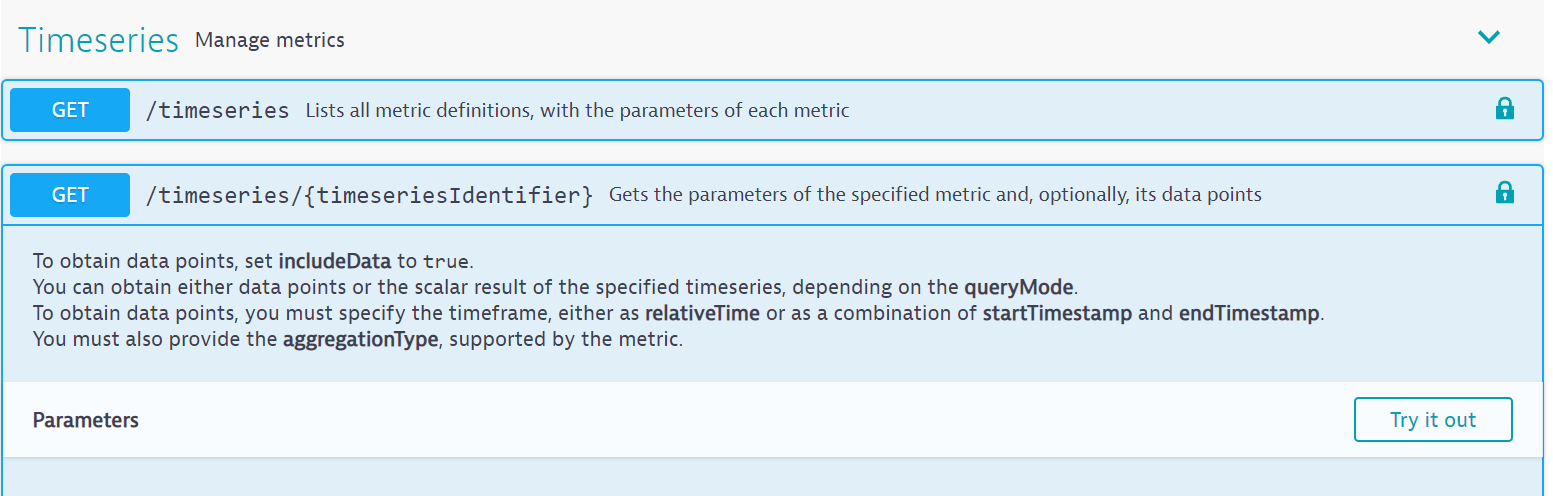 Timeseries Manage metrics
GET /timeseries Lists all metric definitions, with the parameters of each metric
GET /timeseries/{timeseriesIdentifier} Gets the parameters of the specified metric and, optionally, its data points
To obtain data points, set includeData to true.
You can obtain either data points or the scalar result of the specified timeseries, depending on the queryMode.
To obtain data points, you must specify the timeframe, either as relativeTime or as a combination of startTimestamp and endTimestamp.
You must also provide the aggregationType, supported by the metric.
Parameters Try it out